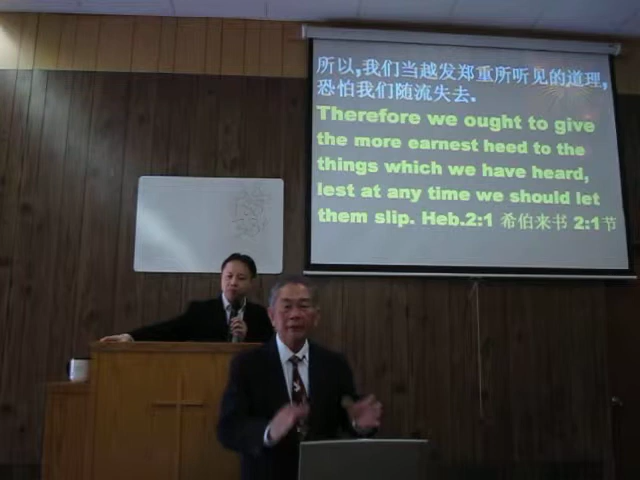 所以,我们当越发郑重所听见的道理,
恐怕我们随流失去.
Therefore we ought to give
the more earnest heed to the
things which we have heard,
lest at any time we should let
them slip. Heb.2:1 希伯来书 2:1节